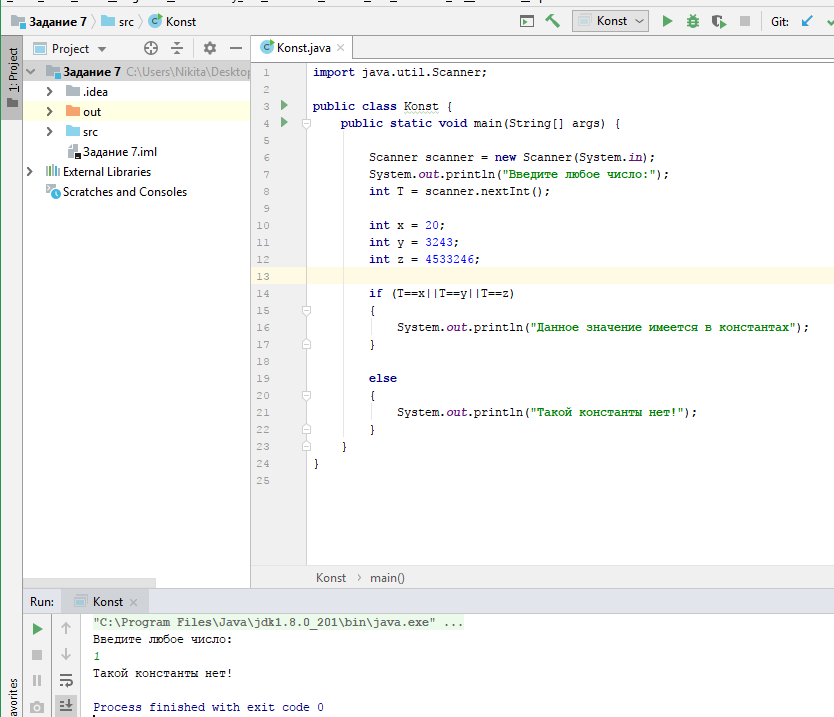 Задание 7 src Konst Konst Git:
1: Project
Project
Konst.java
Задание 7 C:\Users\Nikita\Desktop
.idea
out
src
Задание 7.iml
External Libraries
Scratches and Consoles
1 import java.util.Scanner;
2
3 public class Konst {
4 public static void main(String[] args) {
5
6 Scanner scanner = new Scanner(System.in);
7 System.out.println("Введите любое число:");
8 int T = scanner.nextInt();
9
10 int x = 20;
11 int y = 3243;
12 int z = 4533246;
13
14 if (T==x||T==y||T==z)
15 {
16 System.out.println("Данное значение имеется в константах");
17 }
18
19 else
20 {
21 System.out.println("Такой константы нет!");
22 }
23 }
24 }
25
Konst main()
Run: Konst
"C:\Program Files\Java\jdk1.8.0_201\bin\java.exe" ...
Введите любое число:
1
Такой константы нет!
Process finished with exit code 0
avorites